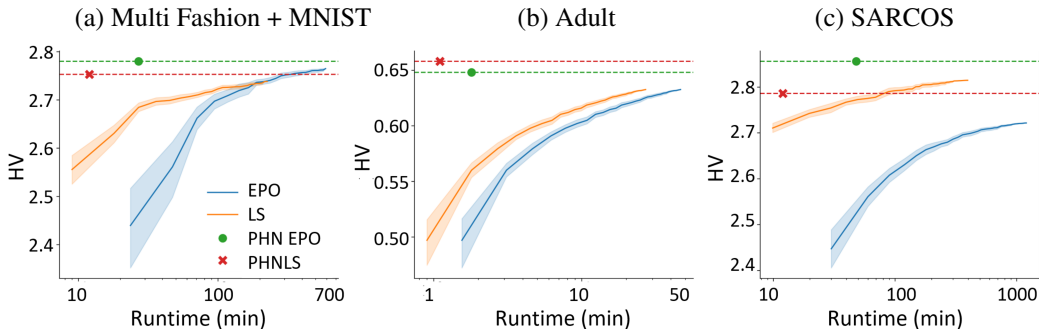 (a) Multi Fashion + MNIST
2.8
2.7
2.6
2.5
2.4
HV
10
100
700
Runtime (min)
EPO
LS
PHN EPO
PHNLS
(b) Adult
0.65
0.60
0.55
0.50
HV
1
10
50
Runtime (min)
(c) SARCOS
2.8
2.7
2.6
2.5
2.4
HV
10
100
1000
Runtime (min)